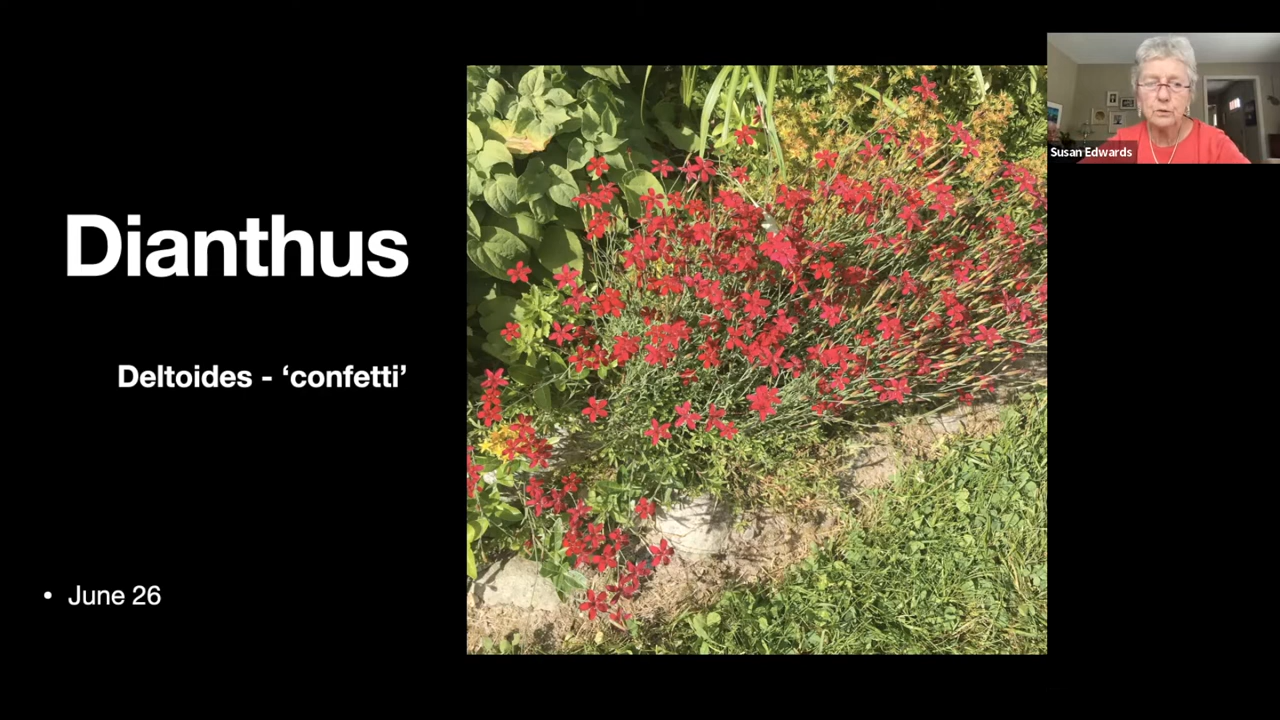 Dianthus
Deltoides - ‘confetti’
• June 26
Susan Edwards